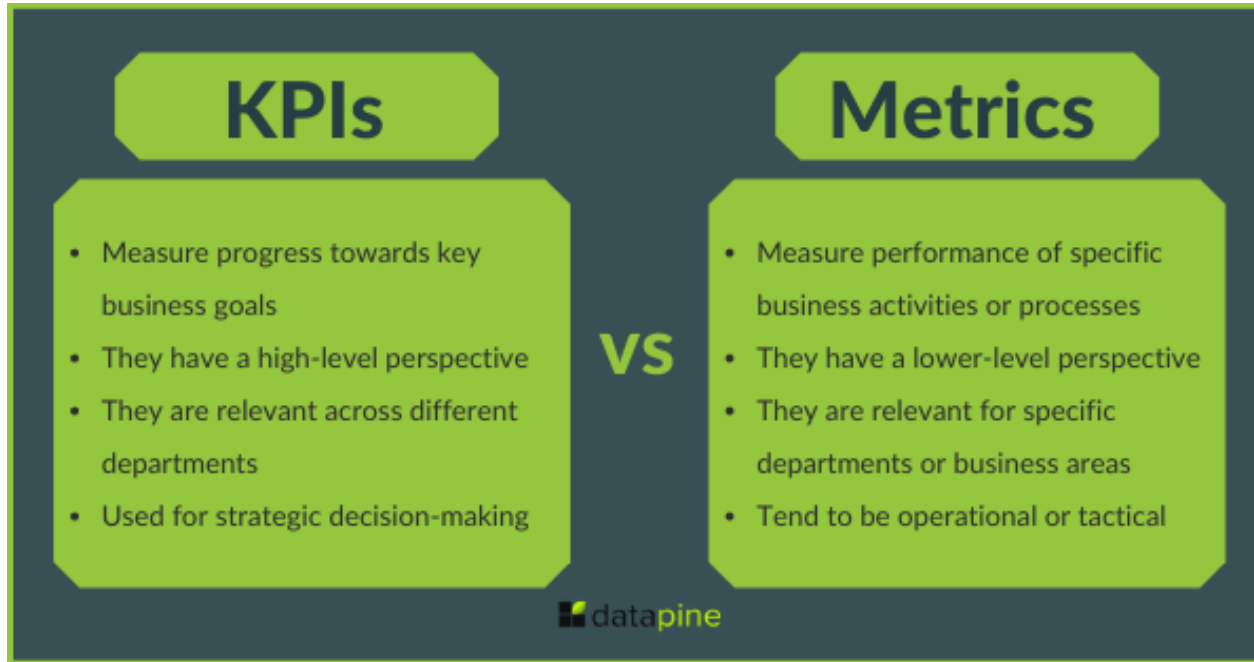 KPIs
• Measure progress towards key
business goals
• They have a high-level perspective
• They are relevant across different
departments
• Used for strategic decision-making
VS
Metrics
• Measure performance of specific
business activities or processes
• They have a lower-level perspective
• They are relevant for specific
departments or business areas
• Tend to be operational or tactical
datapine